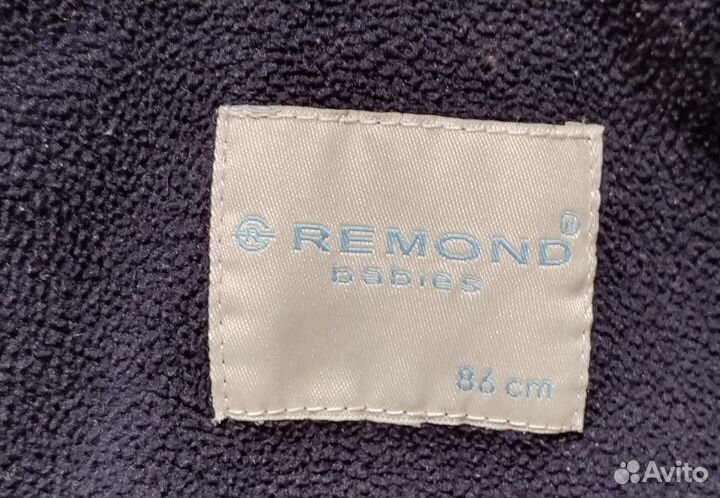 REMOND®
babies
86 cm
Avito